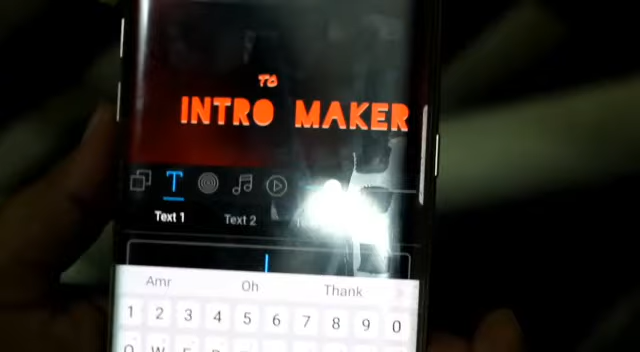 TO
INTRO MAKER
T
Text 1 Text 2
Amr Oh Thank
1 2 3 4 5 6 7 8 9 0